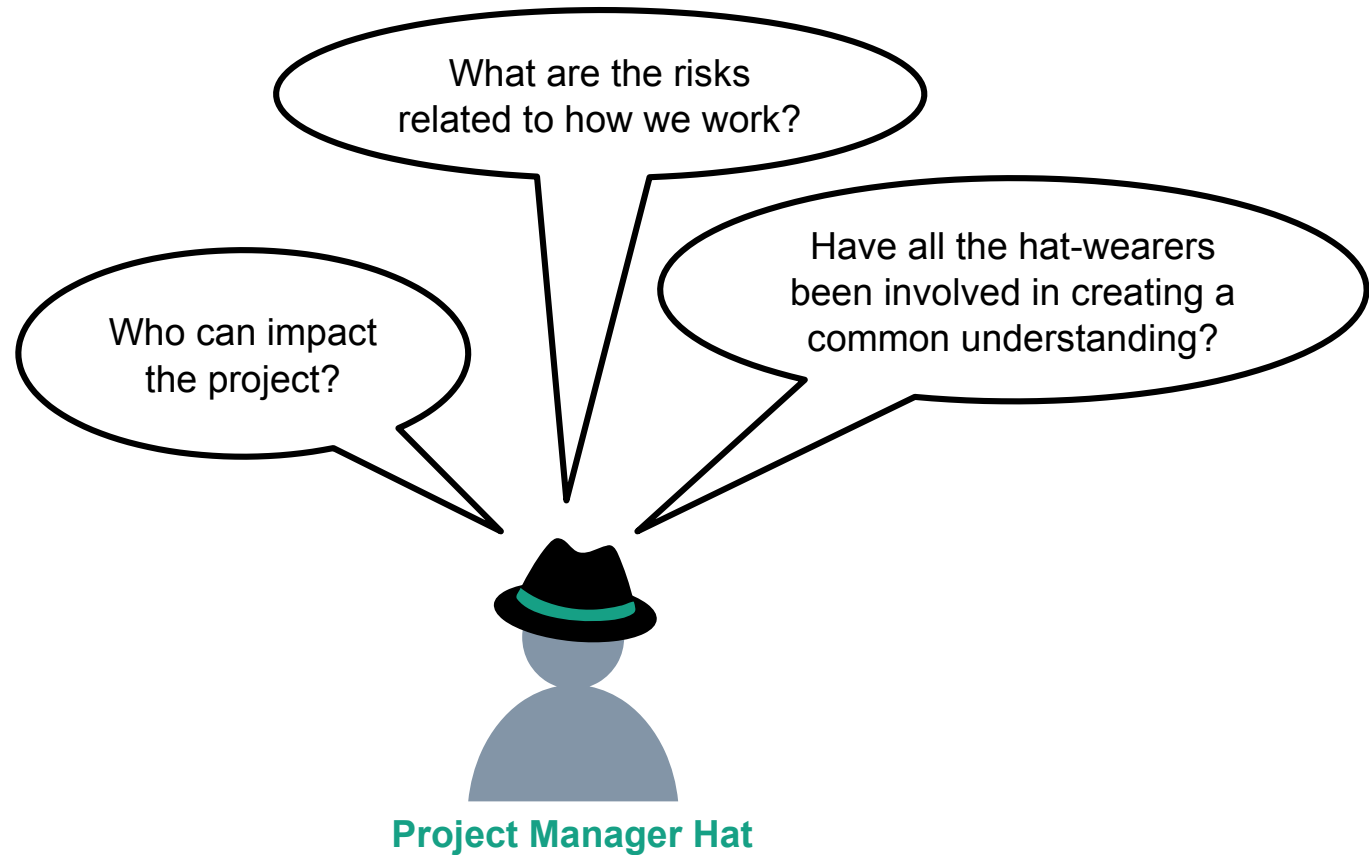 What are the risks
related to how we work?
Who can impact
the project?
Have all the hat-wearers
been involved in creating a
common understanding?
Project Manager Hat